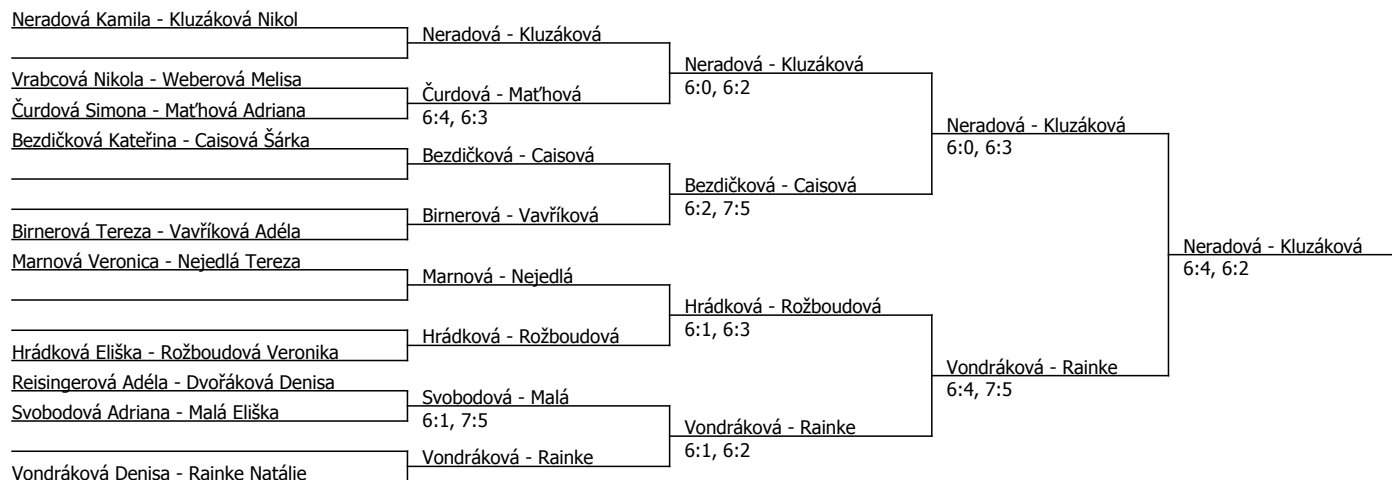 Neradová Kamila - Kluzáková Nikol
Vrabcová Nikola - Weberová Melisa
Čurdová Simona - Maťhová Adriana
Bezdičková Kateřina - Caisová Šárka
Birnerová Tereza - Vavříková Adéla
Marnová Veronica - Nejedlá Tereza
Hrádková Eliška - Rožboudová Veronika
Reisingerová Adéla - Dvořáková Denisa
Svobodová Adriana - Malá Eliška
Vondráková Denisa - Rainke Natálie
Neradová - Kluzáková
Čurdová - Maťhová
6:4, 6:3
Bezdičková - Caisová
Birnerová - Vavříková
Marnová - Nejedlá
Hrádková - Rožboudová
Svobodová - Malá
6:1, 7:5
Vondráková - Rainke
Neradová - Kluzáková
6:0, 6:2
Bezdičková - Caisová
6:2, 7:5
Hrádková - Rožboudová
6:1, 6:3
Vondráková - Rainke
6:1, 6:2
Neradová - Kluzáková
6:0, 6:3
Vondráková - Rainke
6:4, 7:5
Neradová - Kluzáková
6:4, 6:2